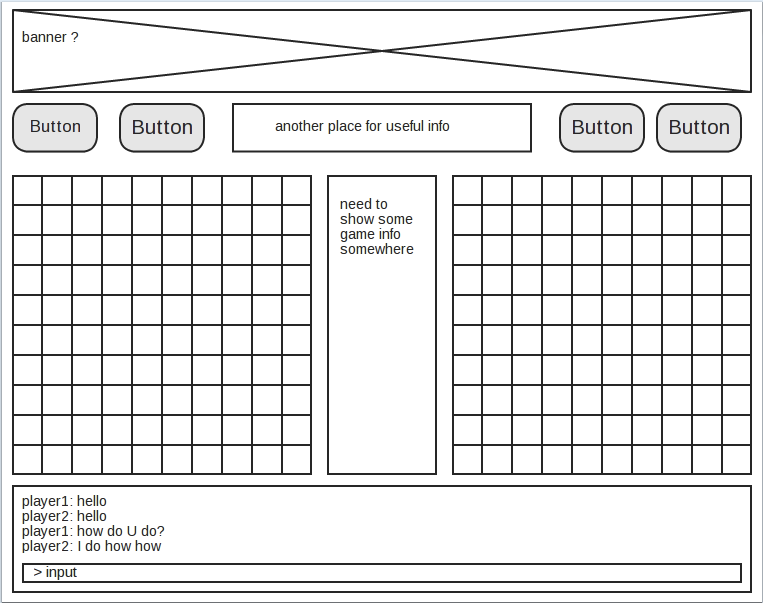 banner ?
Button
Button
another place for useful info
Button
Button
need to
show some
game info
somewhere
player1: hello
player2: hello
player1: how do U do?
player2: I do how how
> input